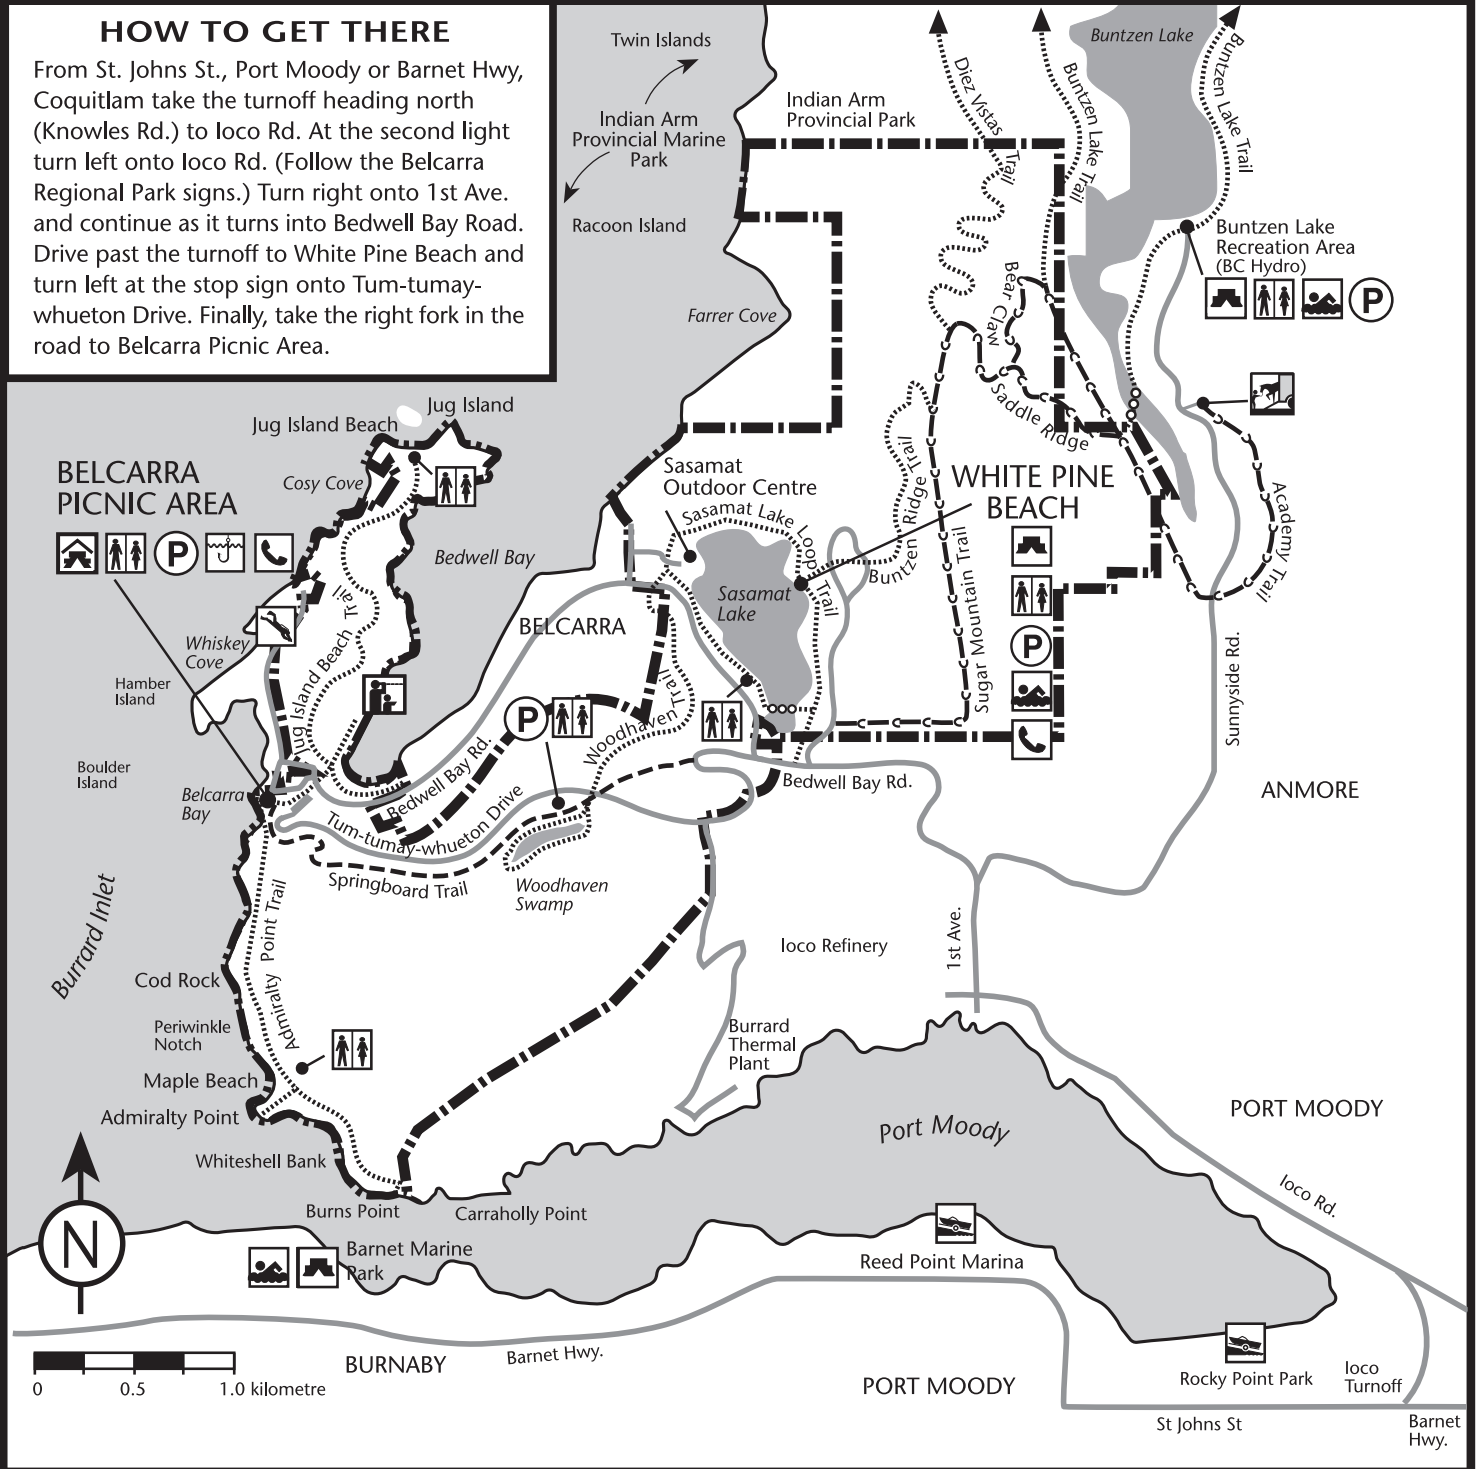 HOW TO GET THERE
From St. Johns St., Port Moody or Barnet Hwy,
Coquitlam take the turnoff heading north
(Knowles Rd.) to Ioco Rd. At the second light
turn left onto Ioco Rd. (Follow the Belcarra
Regional Park signs.) Turn right onto 1st Ave.
and continue as it turns into Bedwell Bay Road.
Drive past the turnoff to White Pine Beach and
turn left at the stop sign onto Tum-tumay-
whueton Drive. Finally, take the right fork in the
road to Belcarra Picnic Area.
Twin Islands
Indian Arm
Provincial Marine
Park
Racoon Island
Indian Arm
Provincial Park
Farrer Cove
Diez Vistas
Trail
Buntzen Lake
Trail
Buntzen Lake
Buntzen Lake Trail
Buntzen Lake
Recreation Area
(BC Hydro)
P
Bear Claw
Saddle Ridge
Jug Island
Jug Island Beach
Cosy Cove
BELCARRA
PICNIC AREA
P
Bedwell Bay
Sasamat
Outdoor Centre
Sasamat Lake Loop
Trail
Buntzen Ridge Trail
WHITE PINE
BEACH
P
Sugar Mountain Trail
Academy Trail
Sasamat
Lake
BELCARRA
Whiskey
Cove
Hamber
Island
Jug Island Beach
Trail
Woodhaven
Trail
P
Boulder
Island
Belcarra
Bay
Bedwell Bay Rd.
Tum-tumay-whueton Drive
Springboard Trail
Woodhaven
Swamp
Bedwell Bay Rd.
Sunnyside Rd.
ANMORE
Burrard Inlet
Admiralty Point Trail
Cod Rock
Periwinkle
Notch
Maple Beach
Admiralty Point
Whiteshell Bank
Burns Point
Carraholly Point
Ioco Refinery
1st Ave.
Burrard
Thermal
Plant
Port Moody
PORT MOODY
Ioco Rd.
N
Barnet Marine
Park
Reed Point Marina
Barnet Hwy.
BURNABY
0
0.5
1.0 kilometre
PORT MOODY
Rocky Point Park
Ioco
Turnoff
St Johns St
Barnet
Hwy.